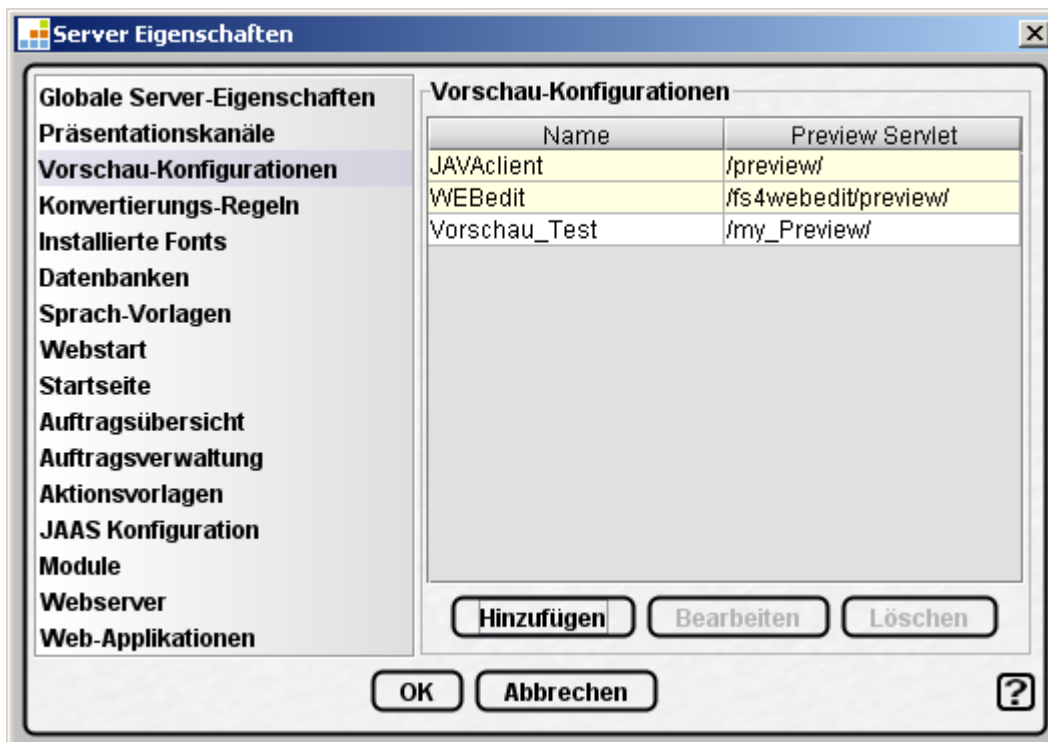 Server Eigenschaften
Globale Server-Eigenschaften
Präsentationskanäle
Vorschau-Konfigurationen
Konvertierungs-Regeln
Installierte Fonts
Datenbanken
Sprach-Vorlagen
Webstart
Startseite
Auftragsübersicht
Auftragsverwaltung
Aktionsvorlagen
JAAS Konfiguration
Module
Webserver
Web-Applikationen
Vorschau-Konfigurationen
Name Preview Servlet
JAVAclient /preview/
WEBedit /fs4webedit/preview/
Vorschau_Test /my_Preview/
Hinzufügen Bearbeiten Löschen
OK Abbrechen ?